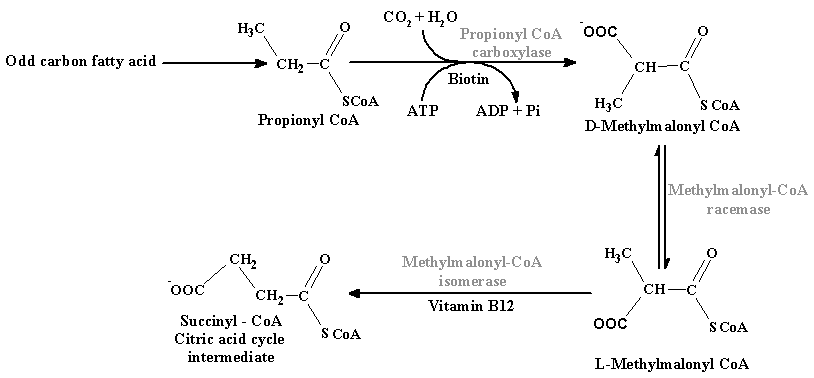 Odd carbon fatty acid
H₃C
O
CH₂
C
SCoA
Propionyl CoA
CO₂ + H₂O
Propionyl CoA
carboxylase
Biotin
ATP
ADP + Pi
⁻OOC
O
CH
C
H₃C
S CoA
D-Methylmalonyl CoA
Methylmalonyl-CoA
racemase
H₃C
O
CH
C
OOC
S CoA
L-Methylmalonyl CoA
Methylmalonyl-CoA
isomerase
Vitamin B12
CH₂
O
⁻OOC
CH₂
C
S CoA
Succinyl - CoA
Citric acid cycle
intermediate